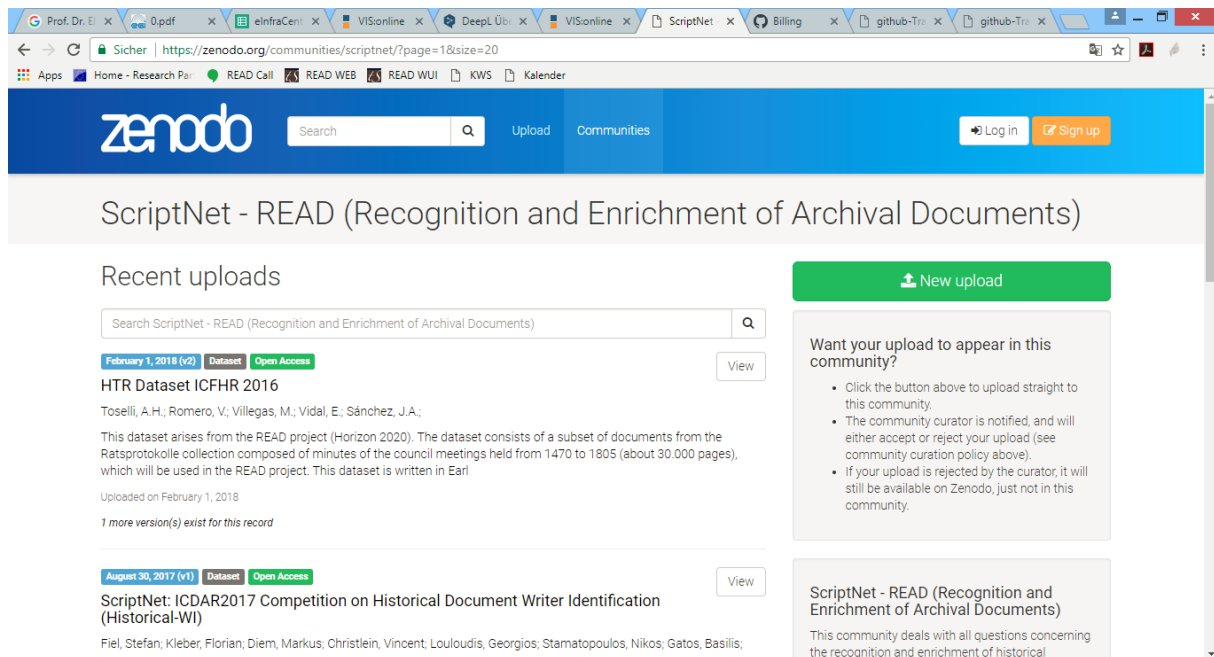 Prof. Dr. El
0.pdf
eInfraCent
VIS:online
DeepL Üb
VIS:online
ScriptNet -
Billing
github-Tra
github-Tra
Sicher | https://zenodo.org/communities/scriptnet/?page=1&size=20
Apps Home - Research Par READ Call READ WEB READ WUI KWS Kalender
zenodo
Search
Upload
Communities
Log in
Sign up
ScriptNet - READ (Recognition and Enrichment of Archival Documents)
Recent uploads
Search ScriptNet - READ (Recognition and Enrichment of Archival Documents)
February 1, 2018 (v2) Dataset Open Access
View
HTR Dataset ICFHR 2016
Toselli, A.H.; Romero, V.; Villegas, M.; Vidal, E.; Sánchez, J.A.;
This dataset arises from the READ project (Horizon 2020). The dataset consists of a subset of documents from the
Ratsprotokolle collection composed of minutes of the council meetings held from 1470 to 1805 (about 30.000 pages),
which will be used in the READ project. This dataset is written in Earl
Uploaded on February 1, 2018
1 more version(s) exist for this record
August 30, 2017 (v1) Dataset Open Access
View
ScriptNet: ICDAR2017 Competition on Historical Document Writer Identification
(Historical-WI)
Fiel, Stefan; Kleber, Florian; Diem, Markus; Christlein, Vincent; Louloudis, Georgios; Stamatopoulos, Nikos; Gatos, Basilis;
New upload
Want your upload to appear in this
community?
• Click the button above to upload straight to
this community.
• The community curator is notified, and will
either accept or reject your upload (see
community curation policy above).
• If your upload is rejected by the curator, it will
still be available on Zenodo, just not in this
community.
ScriptNet - READ (Recognition and
Enrichment of Archival Documents)
This community deals with all questions concerning
the recognition and enrichment of historical